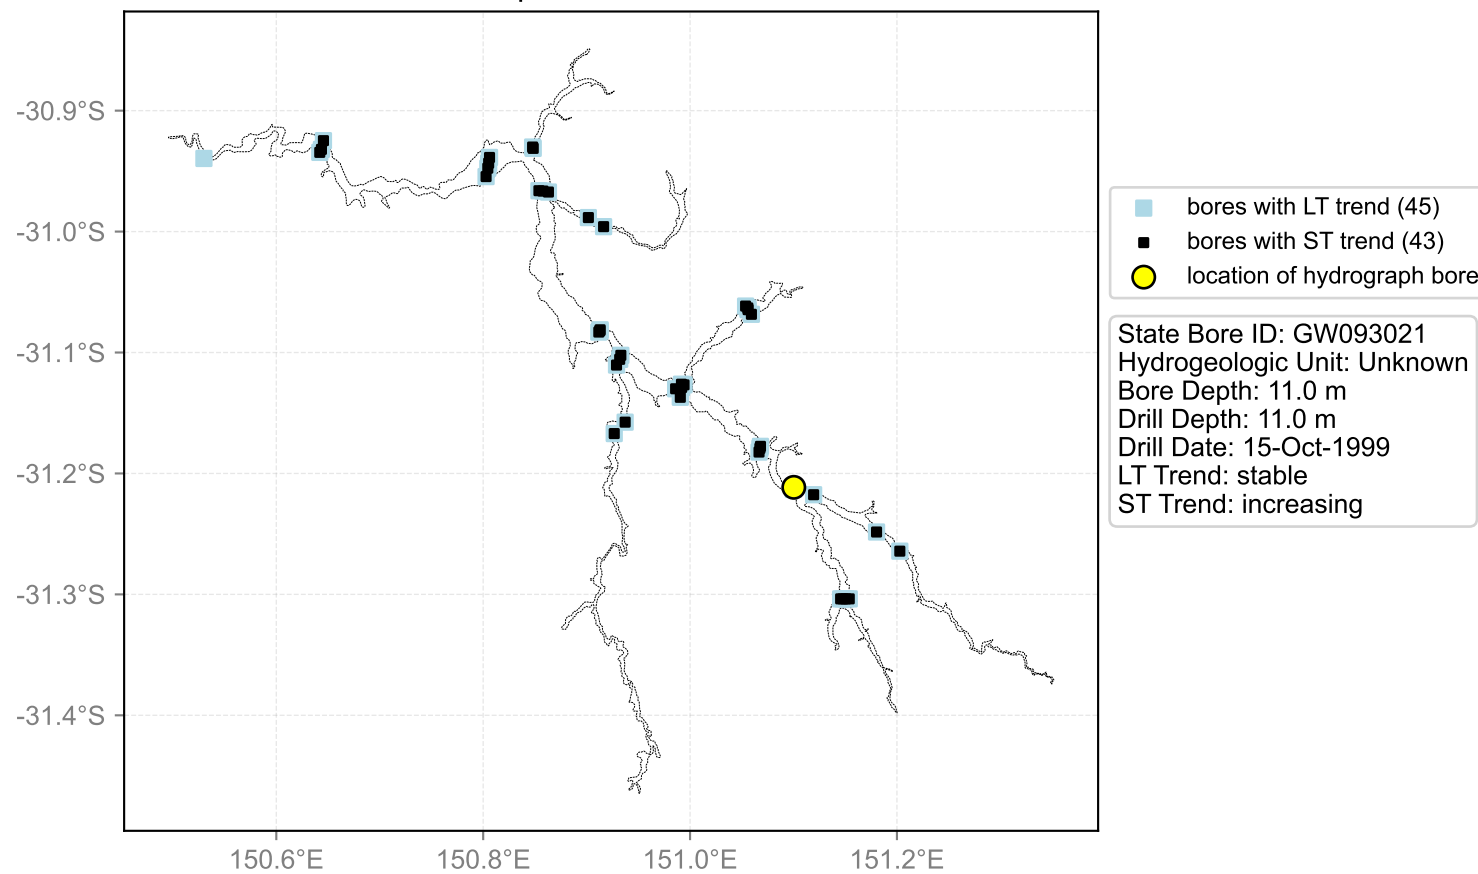 -30.9°S
-31.0°S
-31.1°S
-31.2°S
-31.3°S
-31.4°S
150.6°E
150.8°E
151.0°E
151.2°E
bores with LT trend (45)
bores with ST trend (43)
location of hydrograph bore
State Bore ID: GW093021
Hydrogeologic Unit: Unknown
Bore Depth: 11.0 m
Drill Depth: 11.0 m
Drill Date: 15-Oct-1999
LT Trend: stable
ST Trend: increasing